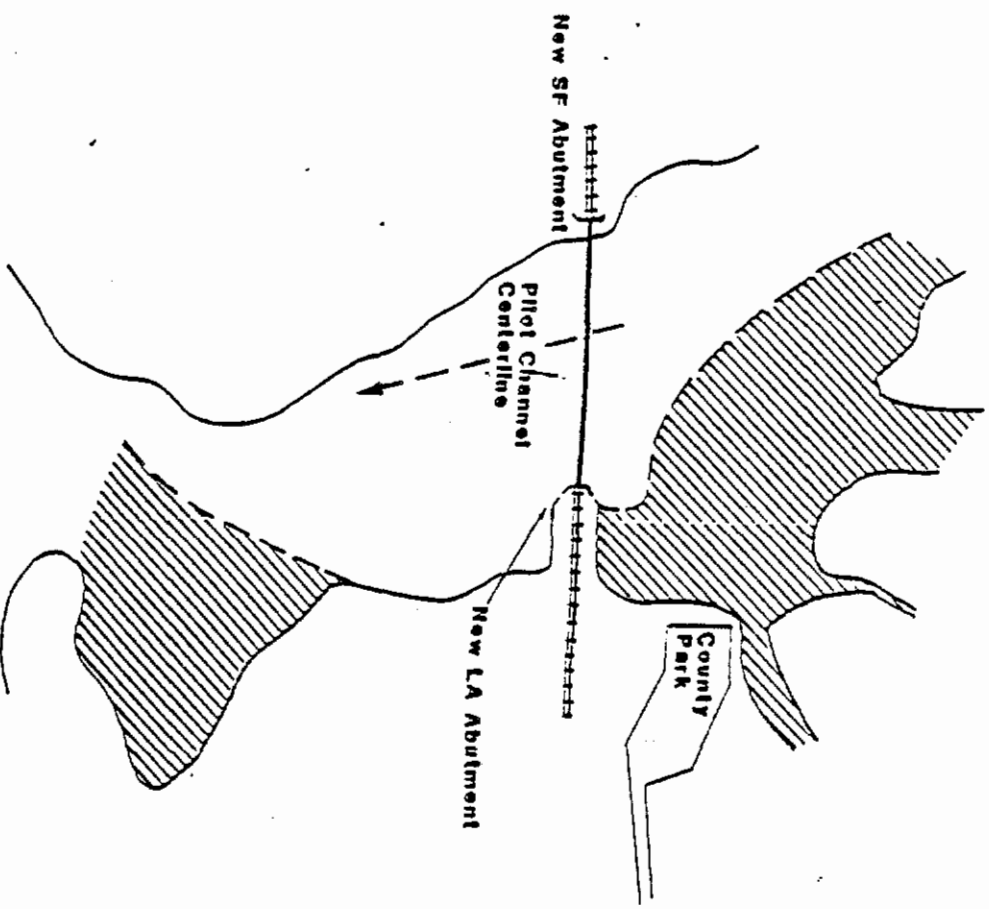 New SF Abutment
Pilot Channel
Centerline
New LA Abutment
County
Park